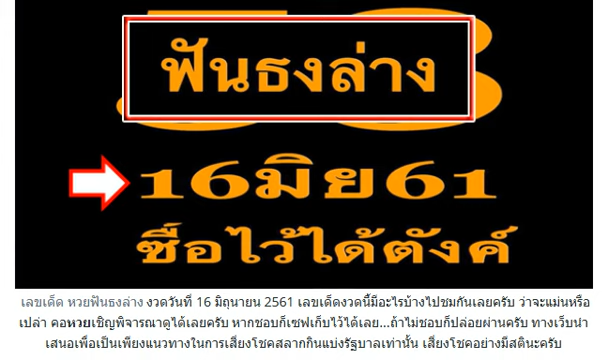 ฟันธงล่าง
16มิย61
ซื้อไว้ได้ตังค์
เลขเด็ด หวยฟันธงล่าง งวดวันที่ 16 มิถุนายน 2561 เลขเด็ดงวดนี้มีอะไรบ้างไปชมกันเลยครับ ว่าจะแม่นหรือ
เปล่า คอหวยเชิญพิจารณาดูได้เลยครับ หากชอบก็เซฟเก็บไว้ได้เลย...ถ้าไม่ชอบก็ปล่อยผ่านครับ ทางเว็บนำ
เสนอเพื่อเป็นเพียงแนวทางในการเสี่ยงโชคสลากกินแบ่งรัฐบาลเท่านั้น เสี่ยงโชคอย่างมีสตินะครับ